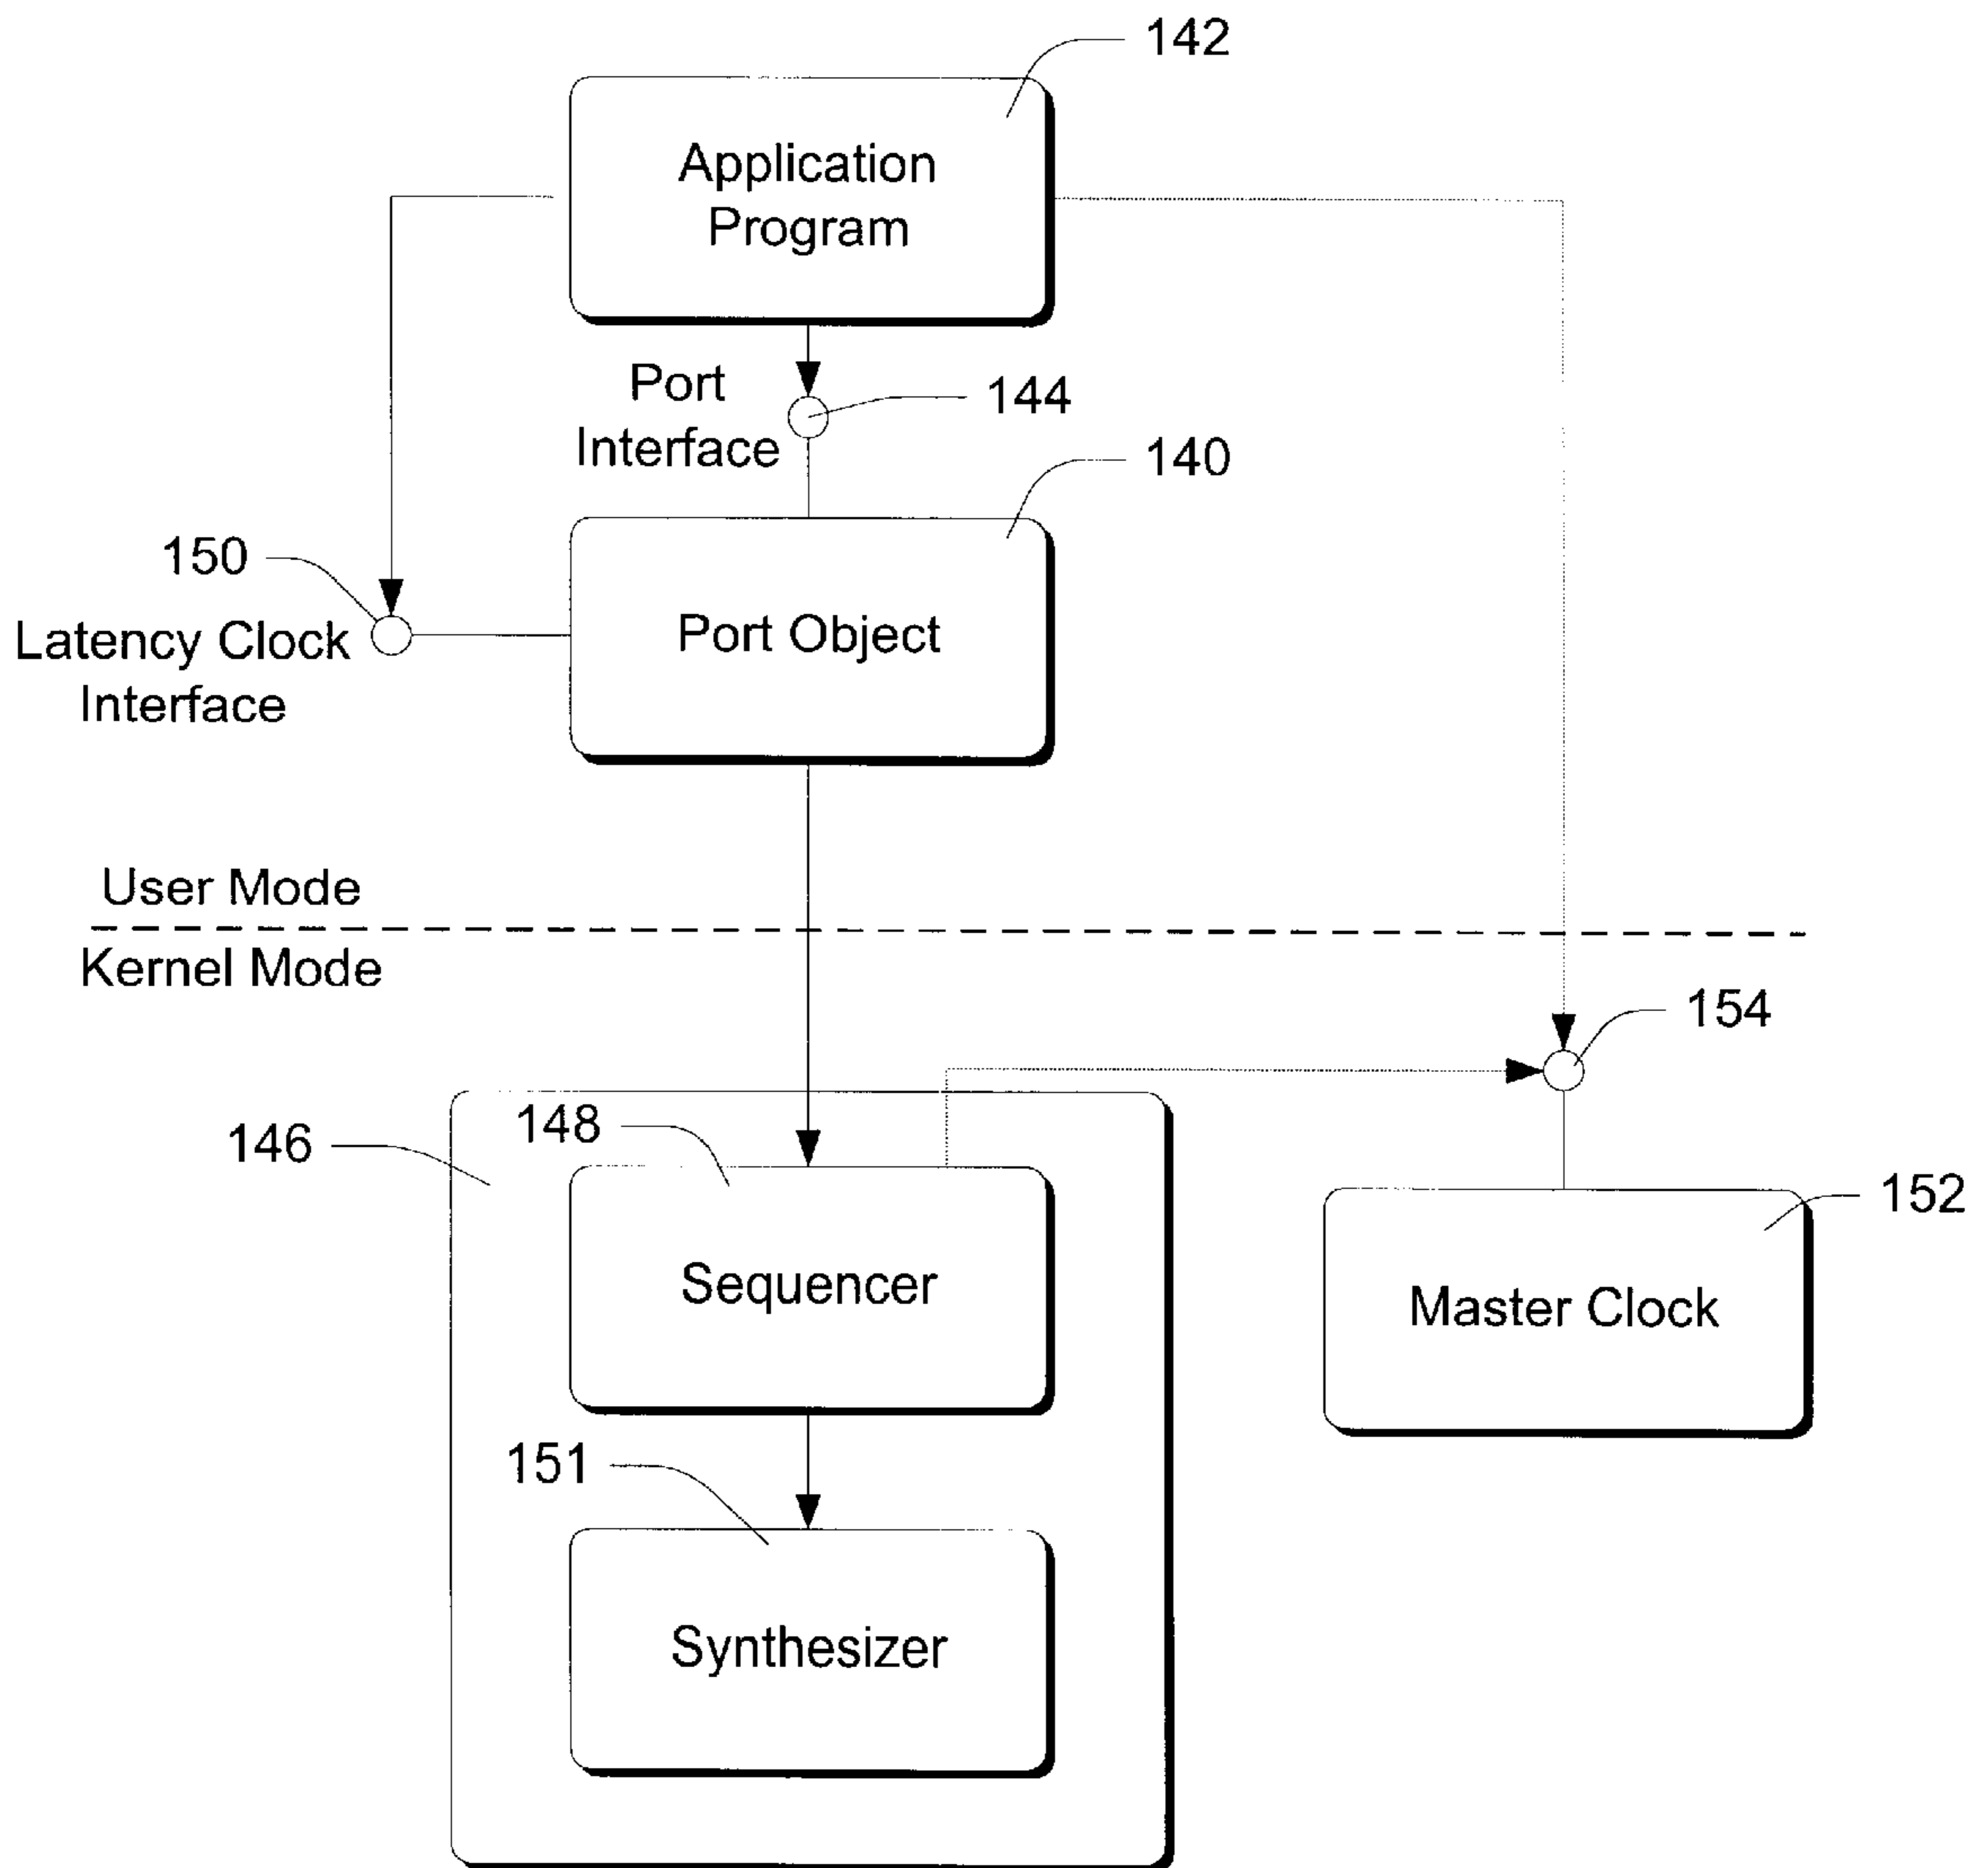 142
Application
Program
Port
Interface
144
140
150
Latency Clock
Interface
Port Object
User Mode
Kernel Mode
154
146
148
152
Sequencer
Master Clock
151
Synthesizer